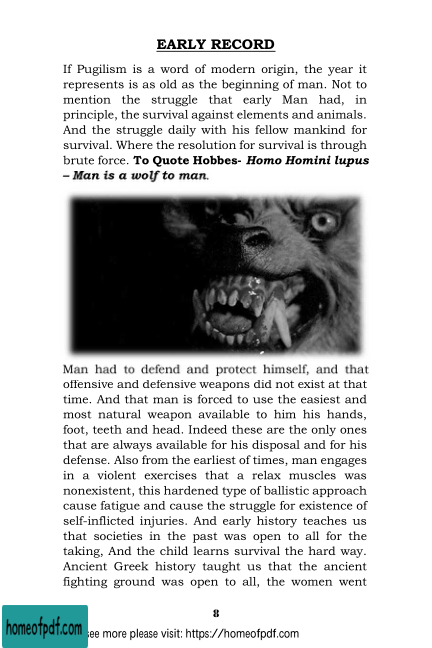 EARLY RECORD
If Pugilism is a word of modern origin, the year it
represents is as old as the beginning of man. Not to
mention the struggle that early Man had, in
principle, the survival against elements and animals.
And the struggle daily with his fellow mankind for
survival. Where the resolution for survival is through
brute force. To Quote Hobbes- Homo Homini lupus
– Man is a wolf to man.
Man had to defend and protect himself, and that
offensive and defensive weapons did not exist at that
time. And that man is forced to use the easiest and
most natural weapon available to him his hands,
foot, teeth and head. Indeed these are the only ones
that are always available for his disposal and for his
defense. Also from the earliest of times, man engages
in a violent exercises that a relax muscles was
nonexistent, this hardened type of ballistic approach
cause fatigue and cause the struggle for existence of
self-inflicted injuries. And early history teaches us
that societies in the past was open to all for the
taking, And the child learns survival the hard way.
Ancient Greek history taught us that the ancient
fighting ground was open to all, the women went
8
homeofpdf.com
see more please visit: https://homeofpdf.com